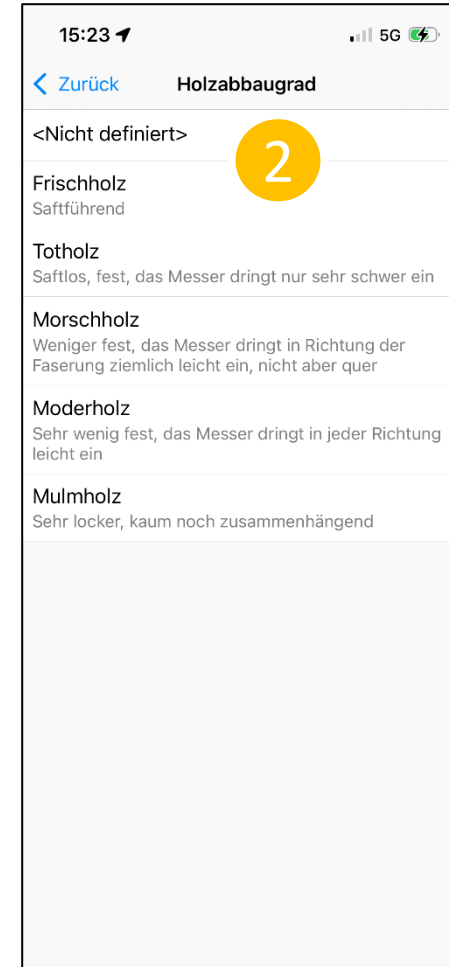 15:23 5G
Zurück Holzabbaugrad
<Nicht definiert>
2
Frischholz
Saftführend
Totholz
Saftlos, fest, das Messer dringt nur sehr schwer ein
Morschholz
Weniger fest, das Messer dringt in Richtung der
Faserung ziemlich leicht ein, nicht aber quer
Moderholz
Sehr wenig fest, das Messer dringt in jeder Richtung
leicht ein
Mulmholz
Sehr locker, kaum noch zusammenhängend